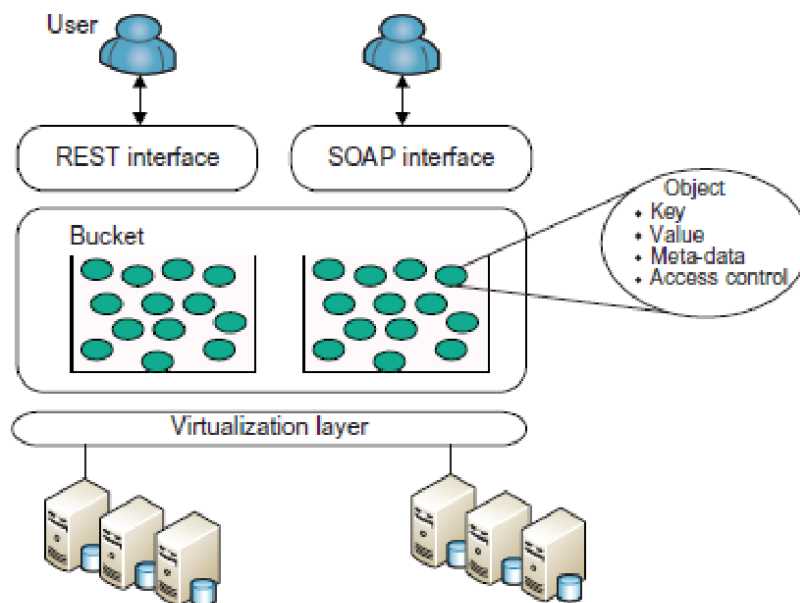 User
REST interface
SOAP interface
Bucket
Object
• Key
• Value
• Meta-data
• Access control
Virtualization layer